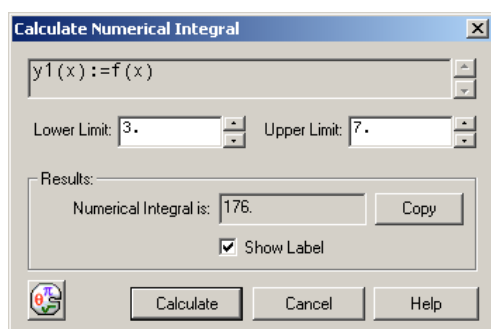 Calculate Numerical Integral
y1(x):=f(x)
Lower Limit: 3. Upper Limit: 7.
Results:
Numerical Integral is: 176. Copy
Show Label
θ π Calculate Cancel Help